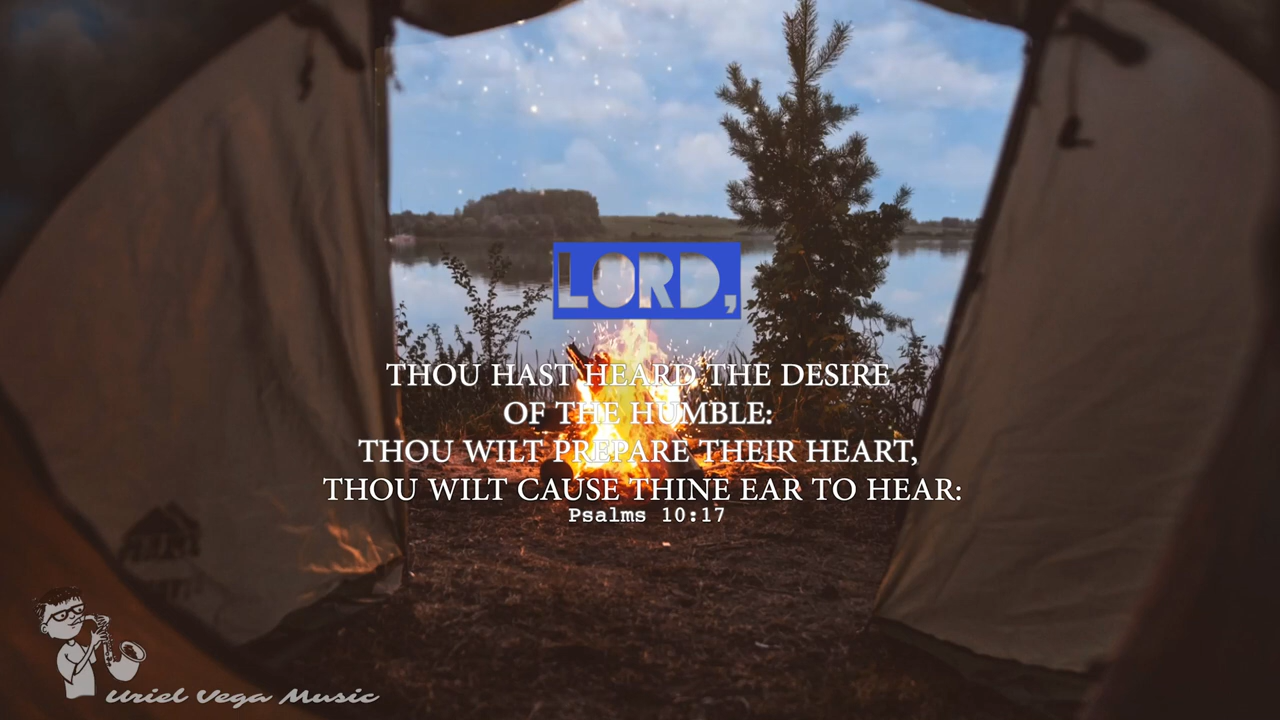 LORD,
THOU HAST HEARD THE DESIRE
OF THE HUMBLE:
THOU WILT PREPARE THEIR HEART,
THOU WILT CAUSE THINE EAR TO HEAR:
Psalms 10:17
Uriel Vega Music